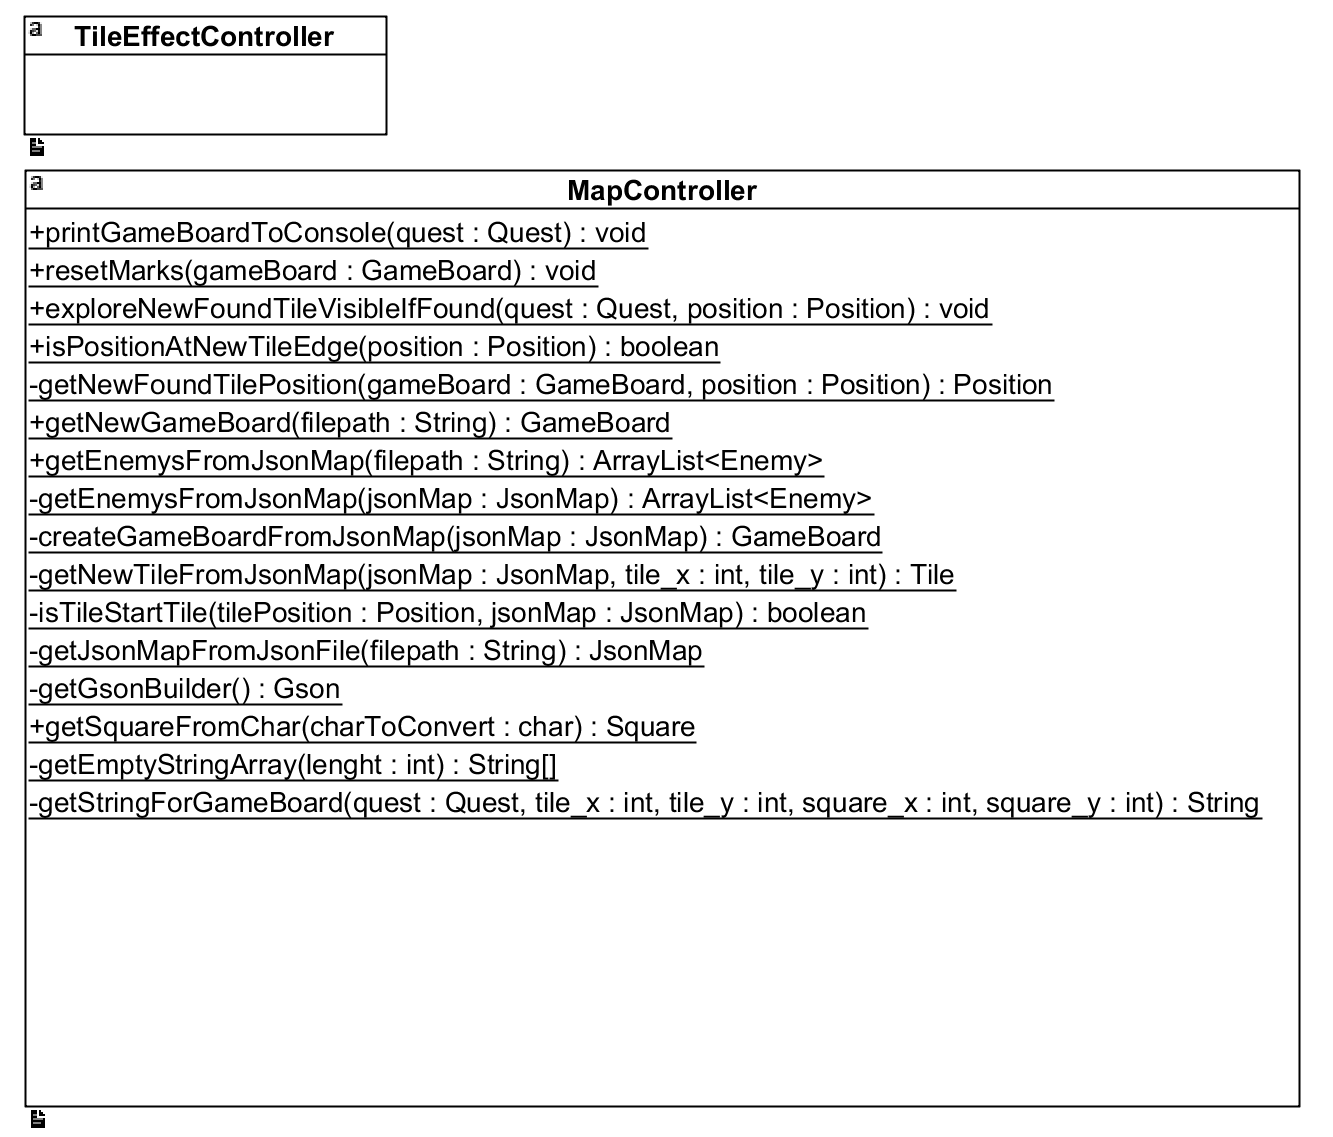 a
TileEffectController
a
MapController
+printGameBoardToConsole(quest : Quest) : void
+resetMarks(gameBoard : GameBoard) : void
+exploreNewFoundTileVisibleIfFound(quest : Quest, position : Position) : void
+isPositionAtNewTileEdge(position : Position) : boolean
-getNewFoundTilePosition(gameBoard : GameBoard, position : Position) : Position
+getNewGameBoard(filepath : String) : GameBoard
+getEnemysFromJsonMap(filepath : String) : ArrayList<Enemy>
-getEnemysFromJsonMap(jsonMap : JsonMap) : ArrayList<Enemy>
-createGameBoardFromJsonMap(jsonMap : JsonMap) : GameBoard
-getNewTileFromJsonMap(jsonMap : JsonMap, tile_x : int, tile_y : int) : Tile
-isTileStartTile(tilePosition : Position, jsonMap : JsonMap) : boolean
-getJsonMapFromJsonFile(filepath : String) : JsonMap
-getGsonBuilder() : Gson
+getSquareFromChar(charToConvert : char) : Square
-getEmptyStringArray(lenght : int) : String[]
-getStringForGameBoard(quest : Quest, tile_x : int, tile_y : int, square_x : int, square_y : int) : String